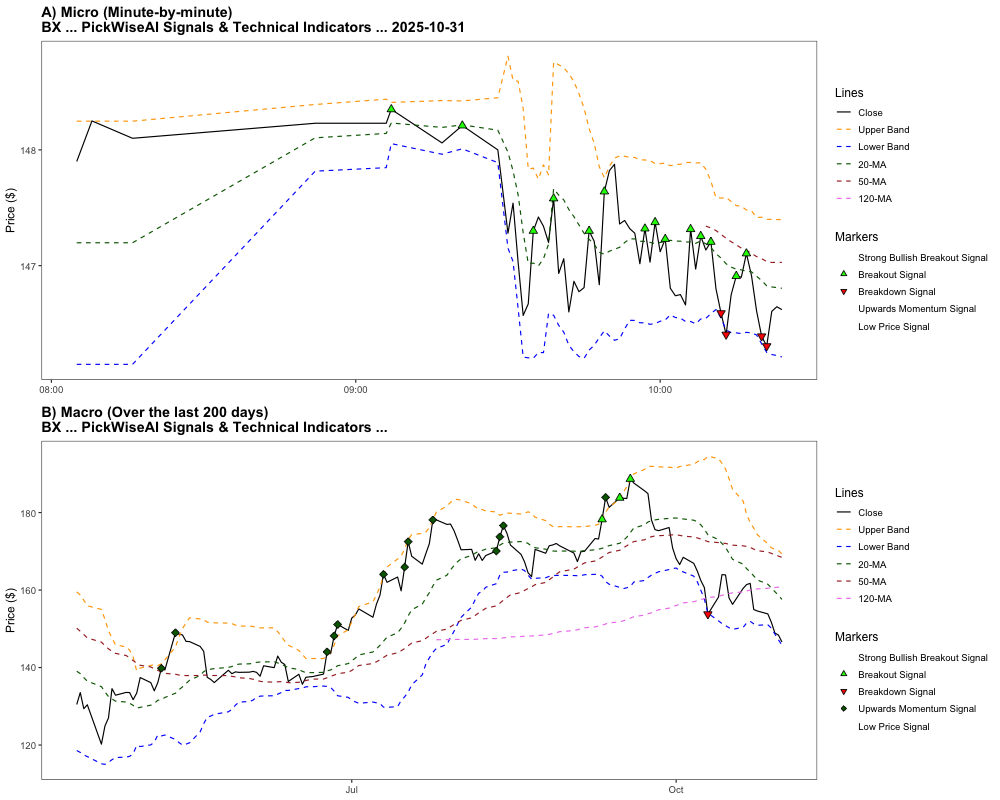 A) Micro (Minute-by-minute)
BX ... PickWiseAI Signals & Technical Indicators ... 2025-10-31
Price ($)
148
147
08:00
09:00
10:00
Lines
Close
Upper Band
Lower Band
20-MA
50-MA
120-MA
Markers
Strong Bullish Breakout Signal
Breakout Signal
Breakdown Signal
Upwards Momentum Signal
Low Price Signal
B) Macro (Over the last 200 days)
BX ... PickWiseAI Signals & Technical Indicators ...
Price ($)
180
160
140
120
Jul
Oct
Lines
Close
Upper Band
Lower Band
20-MA
50-MA
120-MA
Markers
Strong Bullish Breakout Signal
Breakout Signal
Breakdown Signal
Upwards Momentum Signal
Low Price Signal